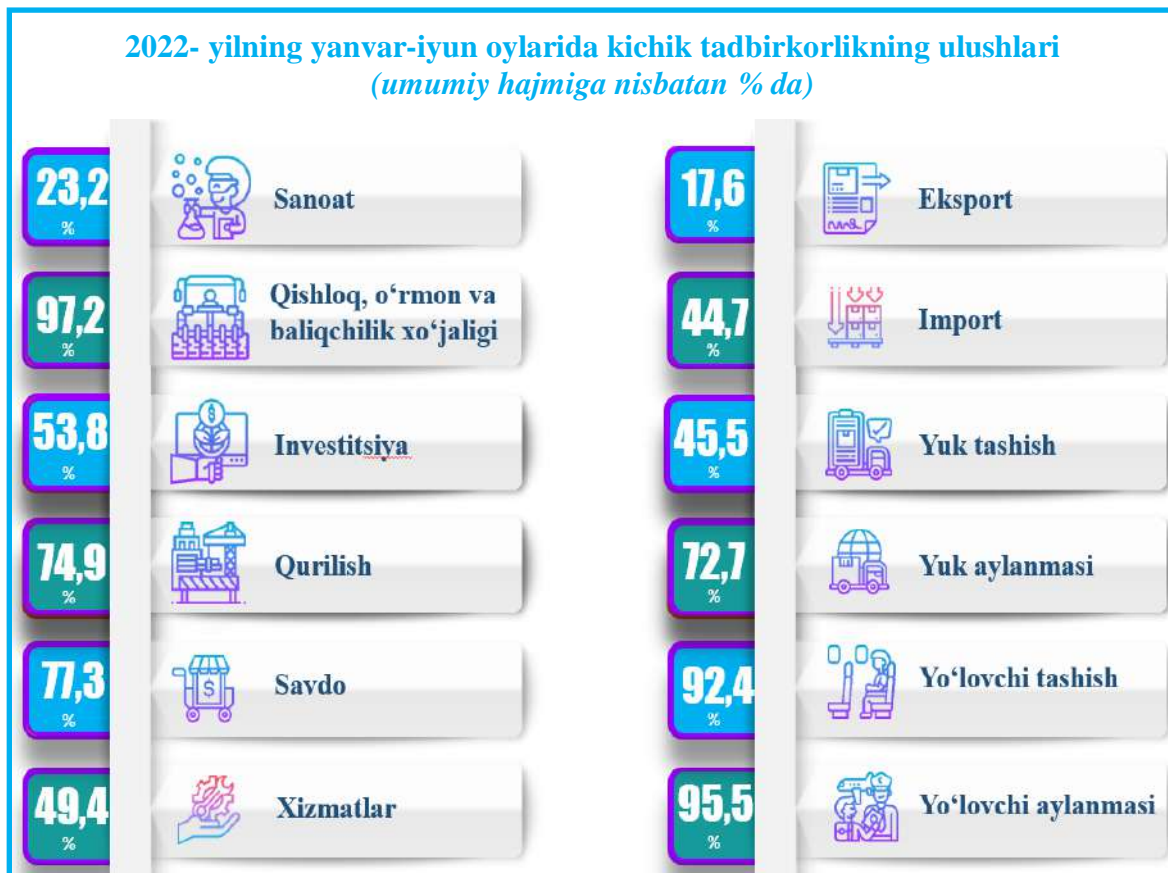 2022- yilning yanvar-iyun oylarida kichik tadbirkorlikning ulushlari
(umumiy hajmiga nisbatan % da)
23,2
%
Sanoat
97,2
%
Qishloq, o‘rmon va
baliqchilik xo‘jaligi
53,8
%
Investitsiya
74,9
%
Qurilish
77,3
%
Savdo
49,4
%
Xizmatlar
17,6
%
Eksport
44,7
%
Import
45,5
%
Yuk tashish
72,7
%
Yuk aylanmasi
92,4
%
Yo‘lovchi tashish
95,5
%
Yo‘lovchi aylanmasi